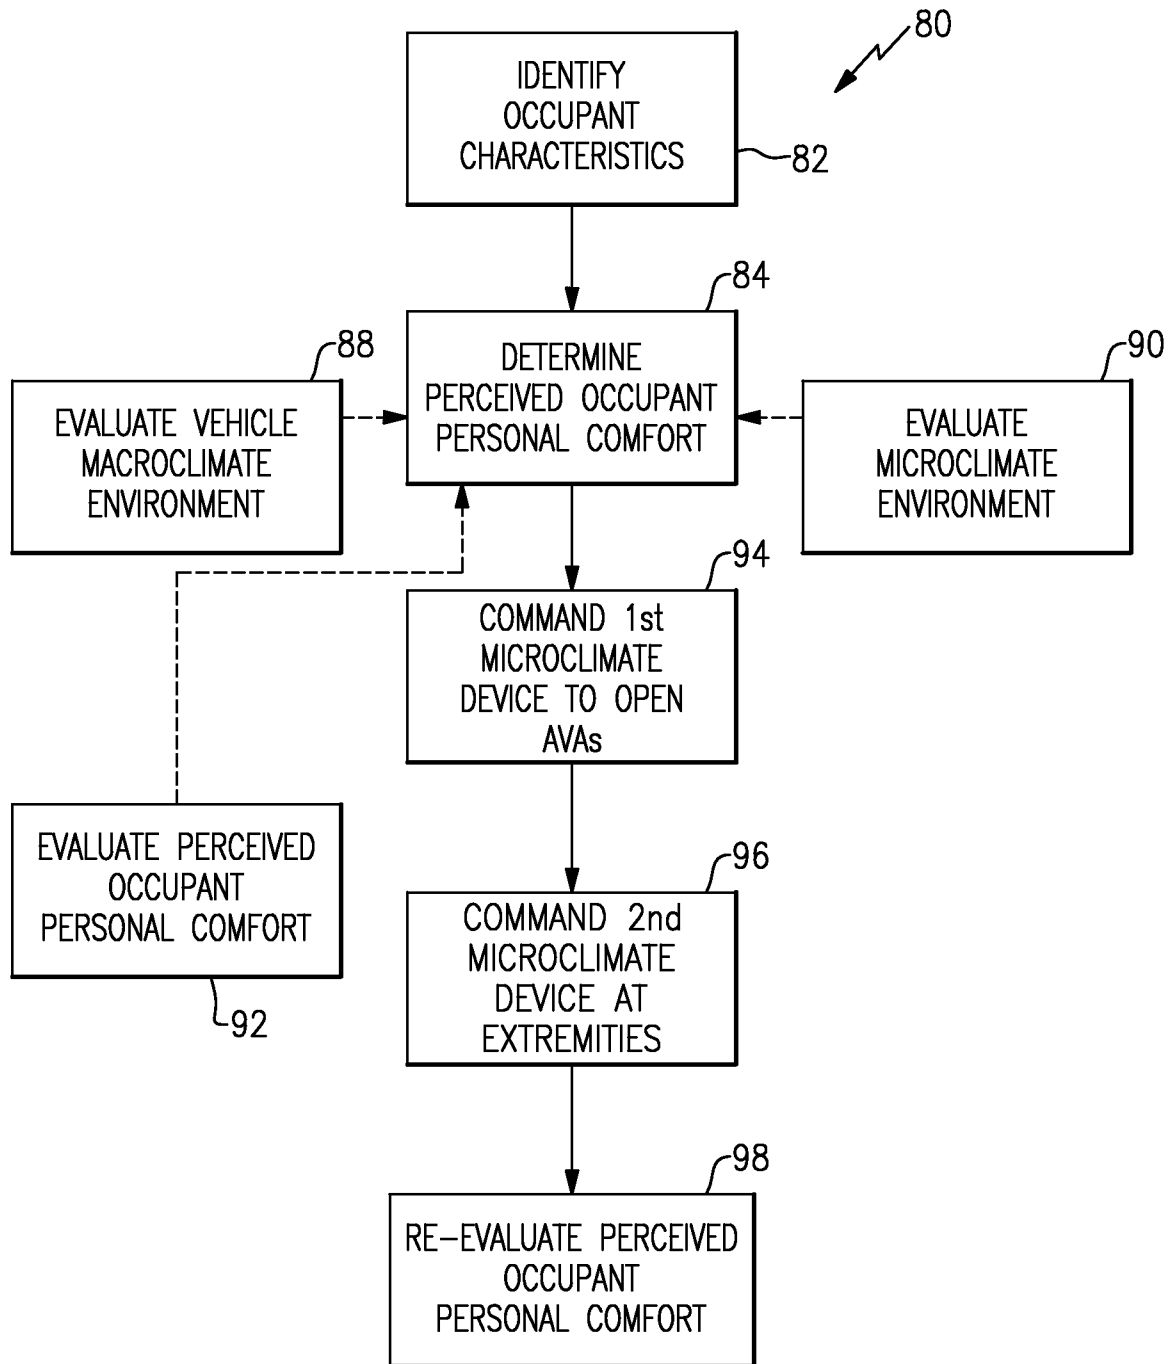 80
IDENTIFY
OCCUPANT
CHARACTERISTICS
82
84
DETERMINE
PERCEIVED OCCUPANT
PERSONAL COMFORT
88
EVALUATE VEHICLE
MACROCLIMATE
ENVIRONMENT
90
EVALUATE
MICROCLIMATE
ENVIRONMENT
94
COMMAND 1st
MICROCLIMATE
DEVICE TO OPEN
AVAs
EVALUATE PERCEIVED
OCCUPANT
PERSONAL COMFORT
92
96
COMMAND 2nd
MICROCLIMATE
DEVICE AT
EXTREMITIES
98
RE-EVALUATE PERCEIVED
OCCUPANT
PERSONAL COMFORT